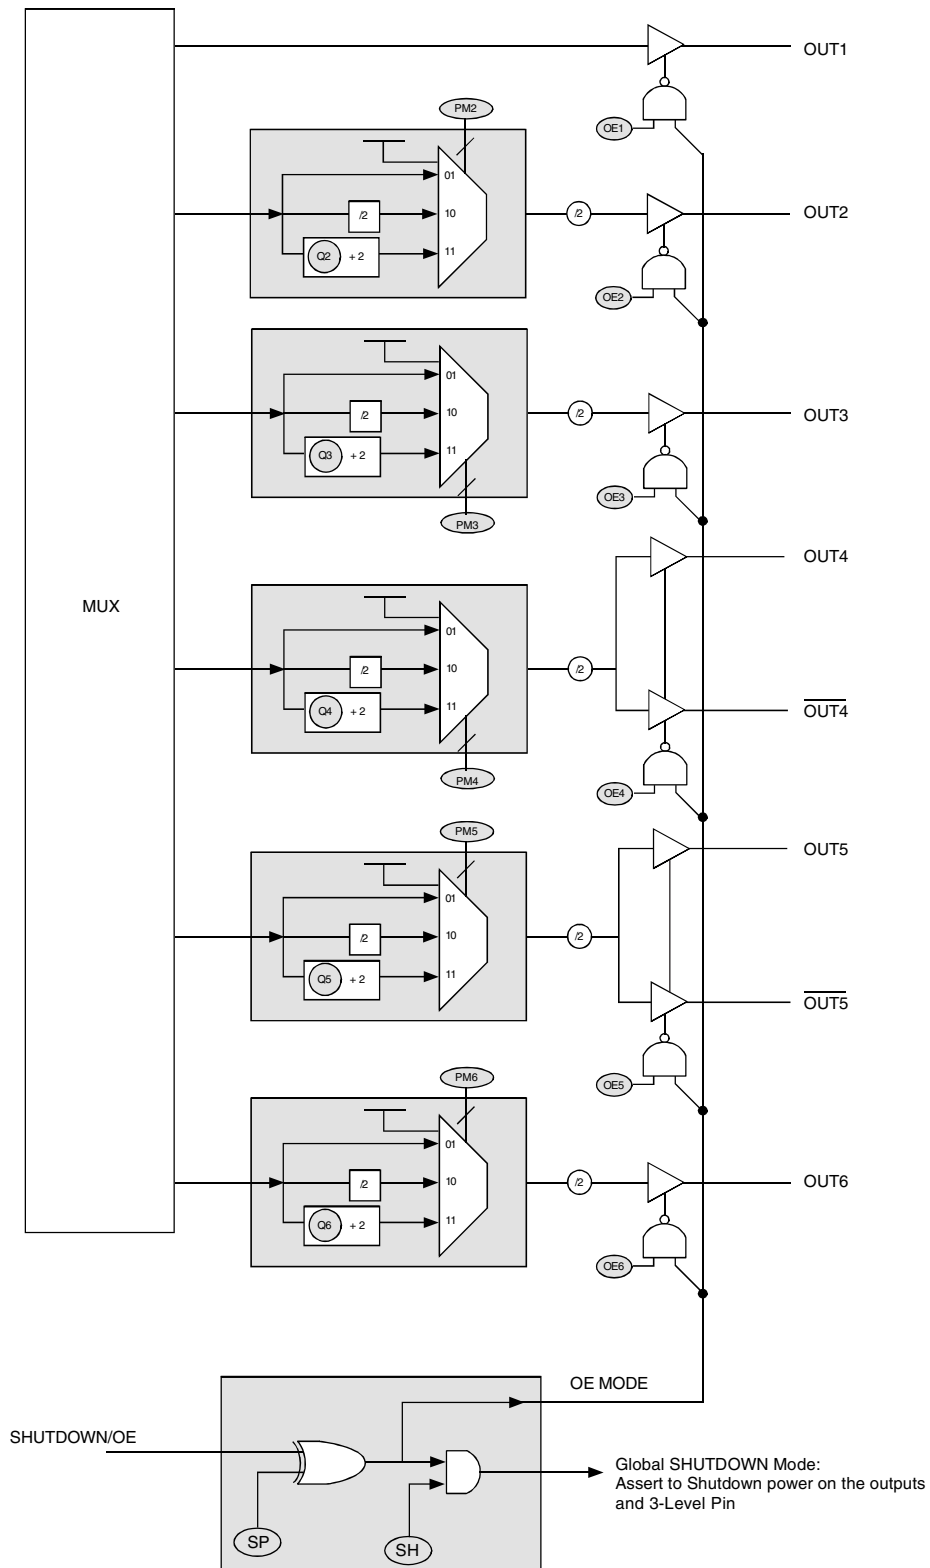 OUT1
PM2
OE1
01
/2
10
/2
OUT2
Q2 + 2
11
OE2
01
/2
10
/2
OUT3
Q3 + 2
11
OE3
PM3
OUT4
MUX
01
/2
10
/2
Q4 + 2
11
OUT4
PM4
OE4
PM5
OUT5
01
/2
10
/2
Q5 + 2
11
OUT5
PM6
OE5
01
/2
10
/2
OUT6
Q6 + 2
11
OE6
OE MODE
SHUTDOWN/OE
Global SHUTDOWN Mode:
Assert to Shutdown power on the outputs
and 3-Level Pin
SP
SH